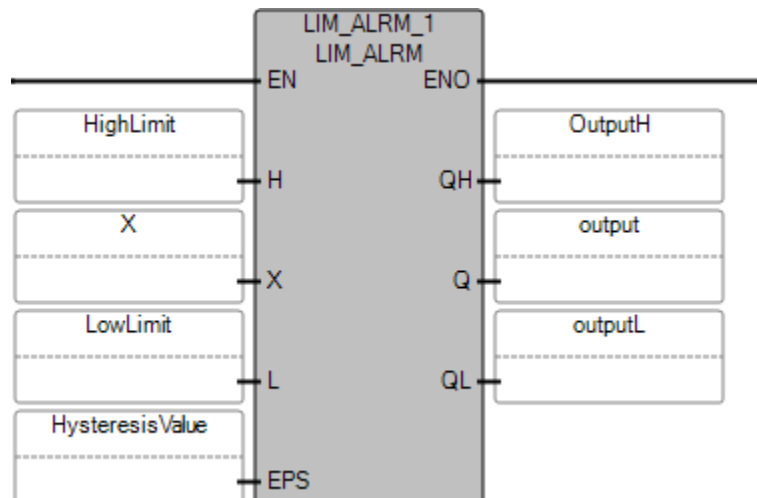 LIM_ALRM_1
LIM_ALRM
EN ENO
HighLimit OutputH
H QH
X output
X Q
LowLimit outputL
L QL
HysteresisValue
EPS